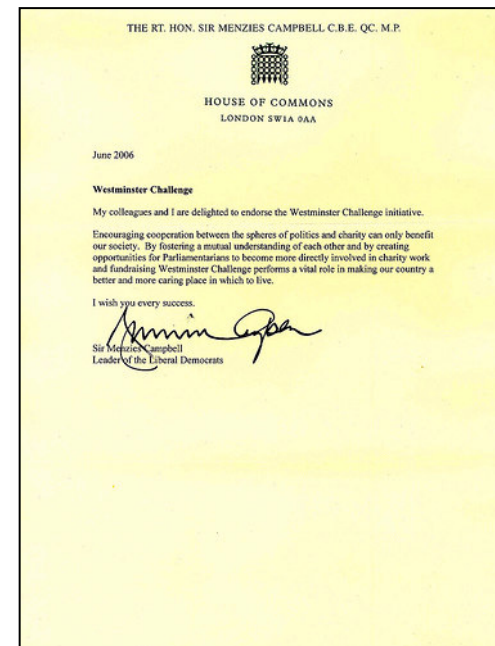 THE RT. HON. SIR MENZIES CAMPBELL C.B.E. QC. M.P.
HOUSE OF COMMONS
LONDON SW1A 0AA
June 2006
Westminster Challenge
My colleagues and I are delighted to endorse the Westminster Challenge initiative.
Encouraging cooperation between the spheres of politics and charity can only benefit
our society. By fostering a mutual understanding of each other and by creating
opportunities for Parliamentarians to become more directly involved in charity work
and fundraising Westminster Challenge performs a vital role in making our country a
better and more caring place in which to live.
I wish you every success.
Sir Menzies Campbell
Leader of the Liberal Democrats